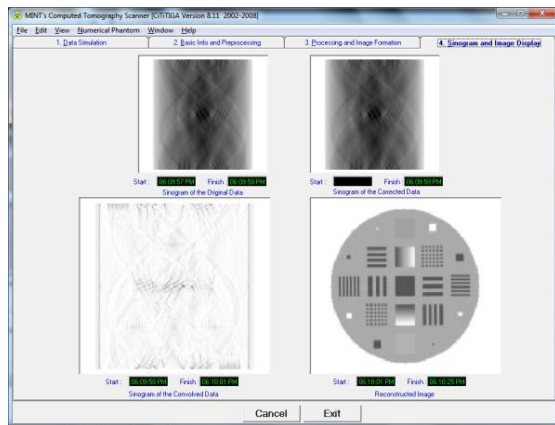 MiNT's Computed Tomography Scanner [CiTiTIGA Version 8.11 2002-2008]
File Edit View Numerical Phantom Window Help
1. Data Simulation 2. Basic Info and Preprocessing 3. Processing and Image Formation 4. Sinogram and Image Display
Start : 06:09:57 PM Finish : 06:09:58 PM Start : Finish : 06:09:58 PM
Sinogram of the Original Data Sinogram of the Corrected Data
Start : 06:09:58 PM Finish : 06:10:01 PM Start : 06:10:01 PM Finish : 06:10:25 PM
Sinogram of the Convolved Data Reconstructed Image
Cancel Exit